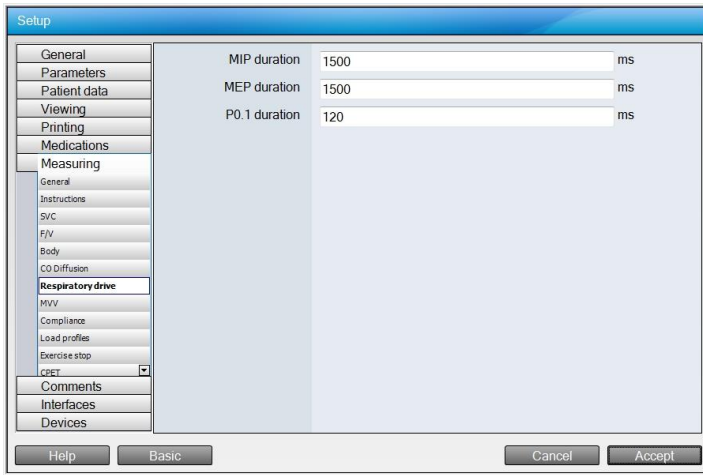 Setup
General
Parameters
Patient data
Viewing
Printing
Medications
Measuring
General
Instructions
SVC
F/V
Body
CO Diffusion
Respiratory drive
MVV
Compliance
Load profiles
Exercise stop
CPET
Comments
Interfaces
Devices
MIP duration 1500 ms
MEP duration 1500 ms
P0.1 duration 120 ms
Help Basic Cancel Accept